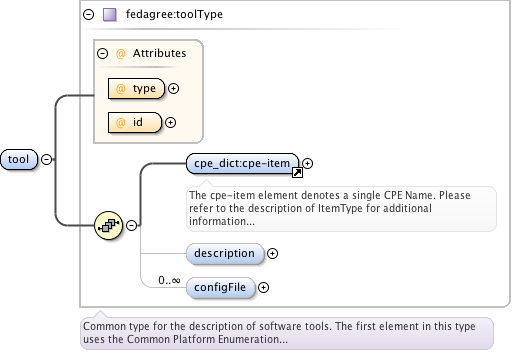 fedagree:toolType
@ Attributes
@ type
@ id
tool
cpe_dict:cpe-item
The cpe-item element denotes a single CPE Name. Please
refer to the description of ItemType for additional
information...
description
0..∞
configFile
Common type for the description of software tools. The first element in this type
uses the Common Platform Enumeration...